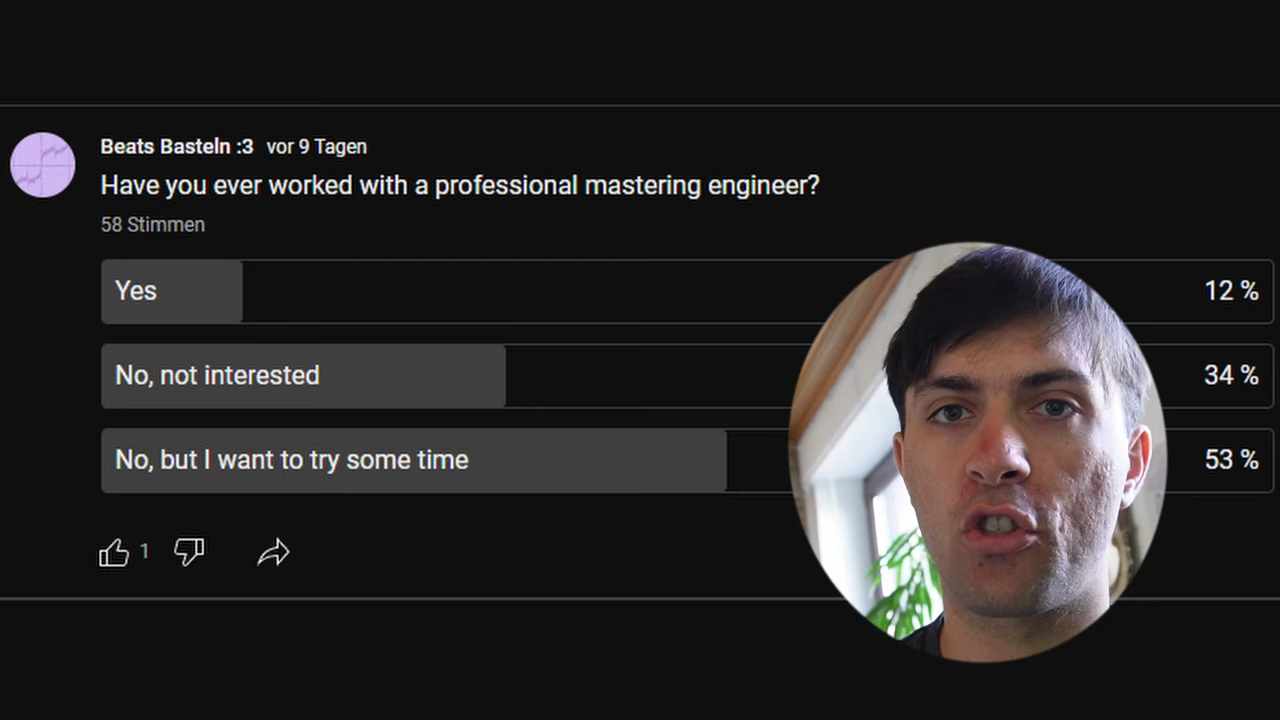 Beats Basteln :3 vor 9 Tagen
Have you ever worked with a professional mastering engineer?
58 Stimmen
Yes 12 %
No, not interested 34 %
No, but I want to try some time 53 %
1